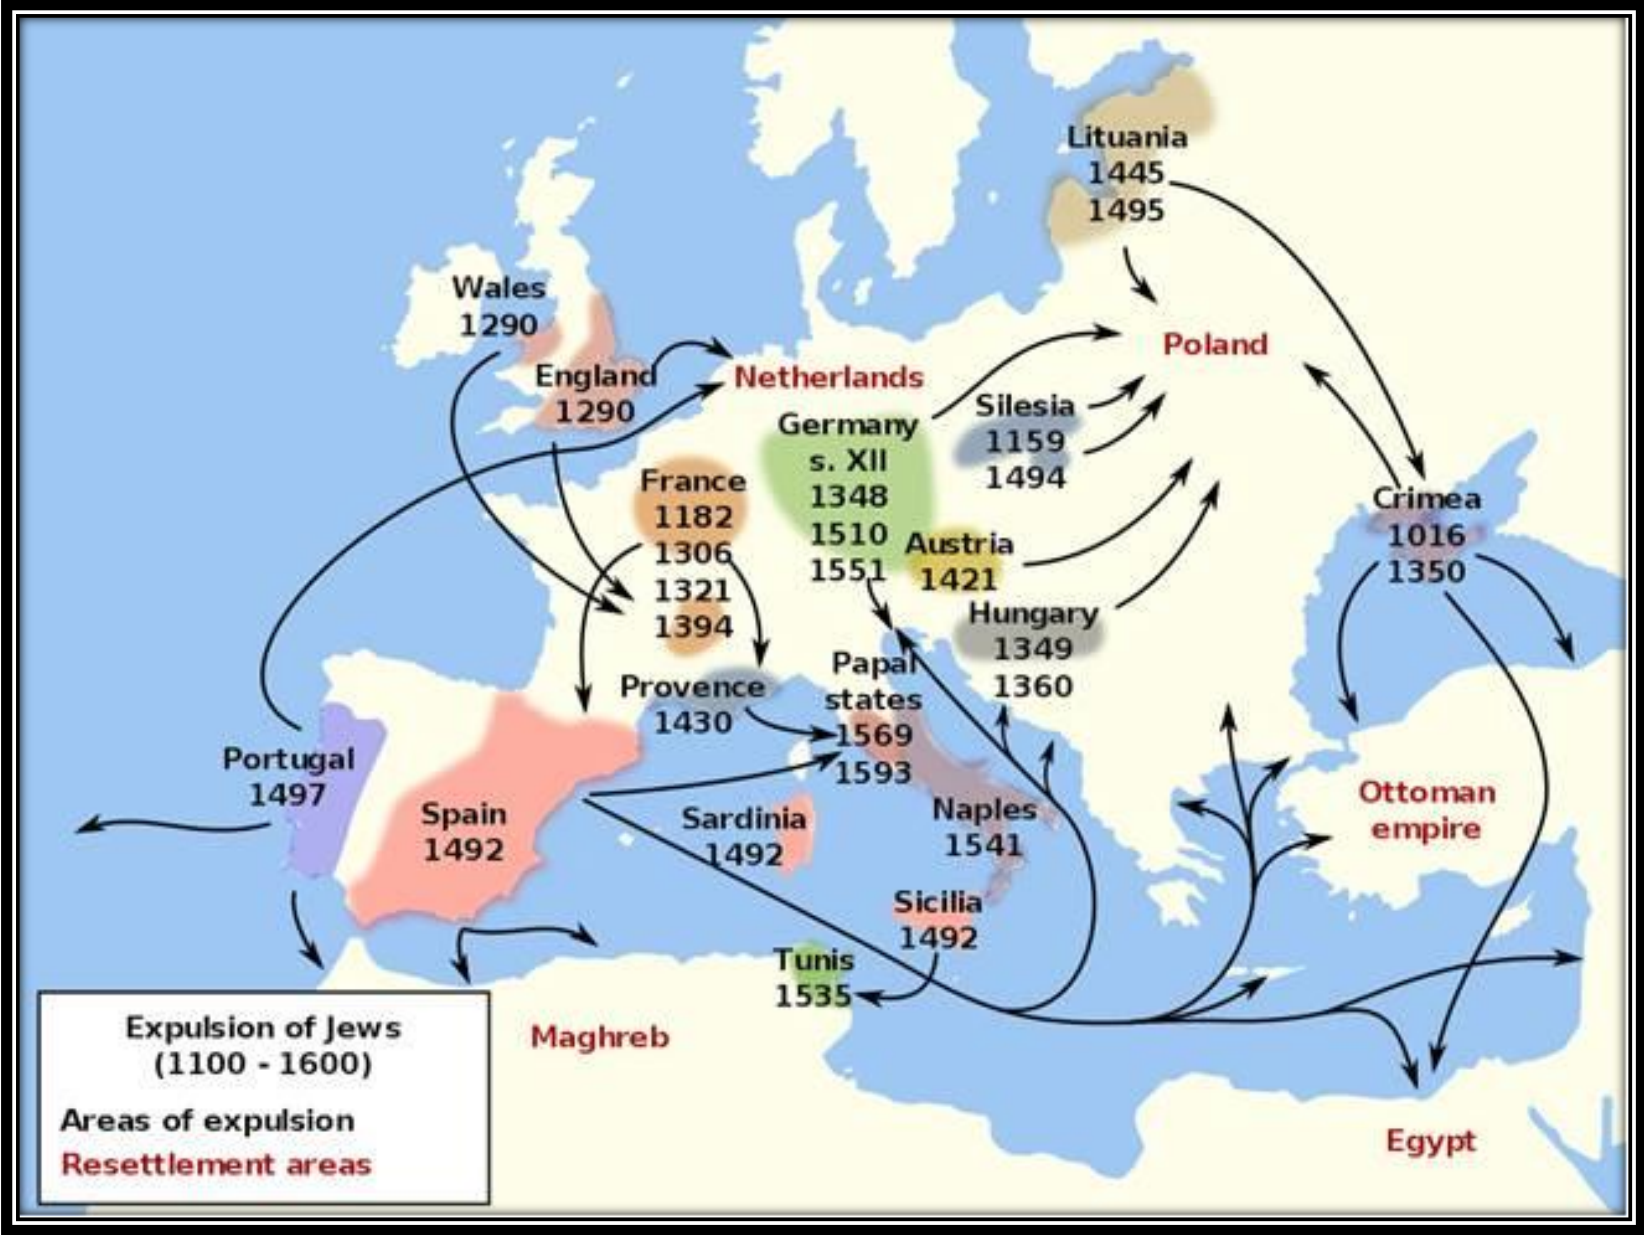 Lituania
1445
1495
Wales
1290
England
1290
Netherlands
Poland
Silesia
1159
1494
Germany
s. XII
1348
1510
1551
France
1182
1306
1321
1394
Austria
1421
Hungary
1349
1360
Crimea
1016
1350
Provence
1430
Papal
states
1569
1593
Portugal
1497
Spain
1492
Sardinia
1492
Naples
1541
Ottoman
empire
Sicilia
1492
Tunis
1535
Maghreb
Egypt
Expulsion of Jews
(1100 - 1600)
Areas of expulsion
Resettlement areas